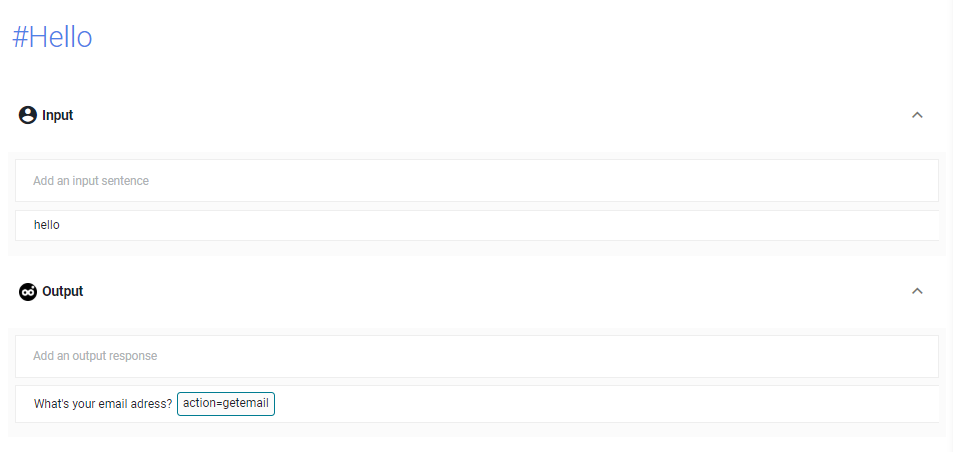 #Hello
Input
Add an input sentence
hello
Output
Add an output response
What's your email adress? action=getemail